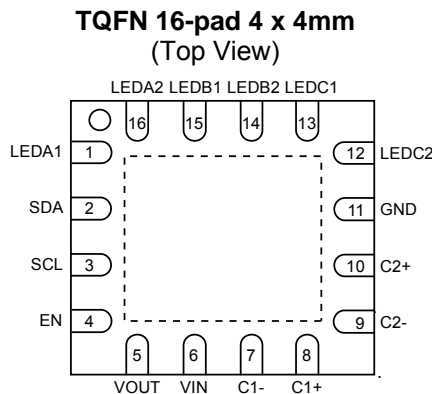 TQFN 16-pad 4 x 4mm
(Top View)
LEDA2 LEDB1 LEDB2 LEDC1
16 15 14 13
LEDA1 1 12 LEDC2
SDA 2 11 GND
SCL 3 10 C2+
EN 4 9 C2-
5 6 7 8
VOUT VIN C1- C1+